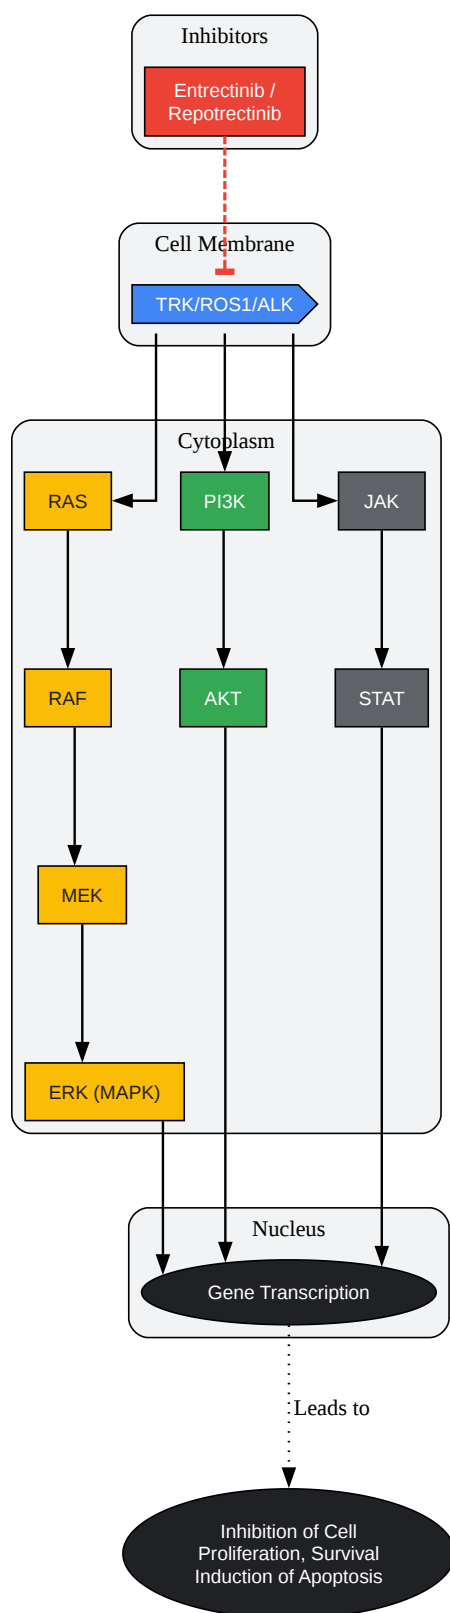 Inhibitors
Entrectinib /
Repotrectinib
Cell Membrane
TRK/ROS1/ALK
Cytoplasm
RAS
PI3K
JAK
RAF
AKT
STAT
MEK
ERK (MAPK)
Nucleus
Gene Transcription
Leads to
Inhibition of Cell
Proliferation, Survival
Induction of Apoptosis